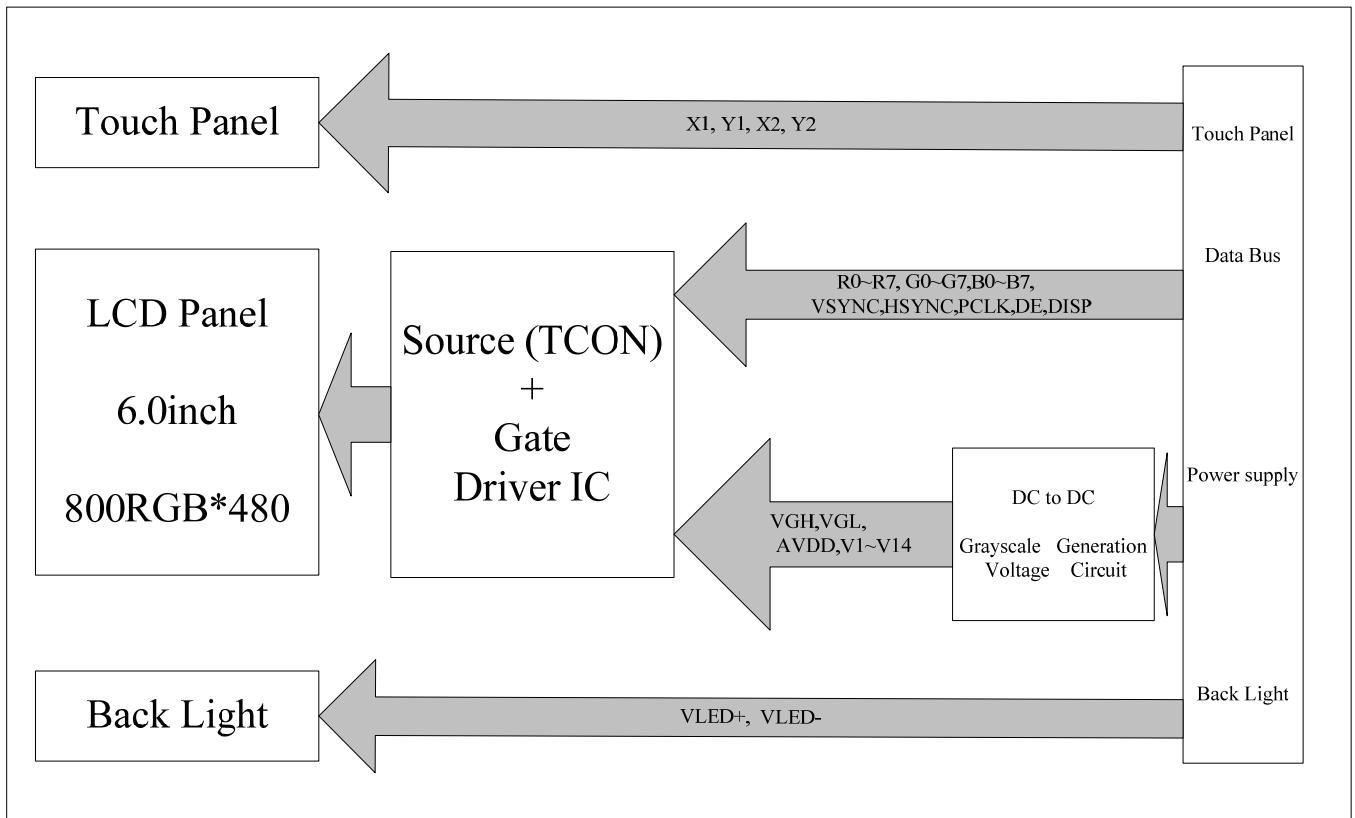 Touch Panel
X1, Y1, X2, Y2
Touch Panel
LCD Panel
6.0inch
800RGB*480
Source (TCON)
+
Gate
Driver IC
R0~R7, G0~G7,B0~B7,
VSYNC,HSYNC,PCLK,DE,DISP
Data Bus
VGH,VGL,
AVDD,V1~V14
DC to DC
Grayscale Generation
Voltage Circuit
Power supply
Back Light
VLED+, VLED-
Back Light